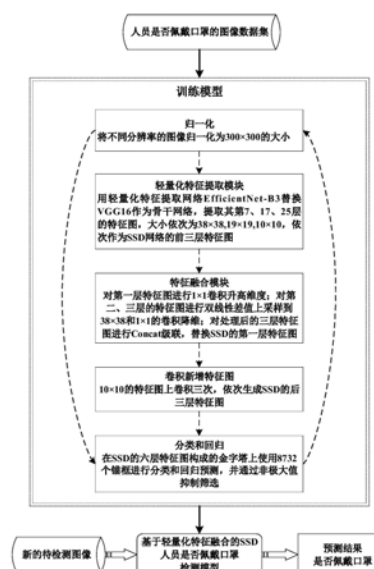 人员是否佩戴口罩的图像数据集
训练模型
归一化
将不同分辨率的图像归一化为300×300的大小
轻量化特征提取模块
用轻量化特征提取网络EfficientNet-B3替换
VGG16作为骨干网络，提取其第7、17、25层
的特征图，大小依次为38×38,19×19,10×10，依
次作为SSD网络的前三层特征图
特征融合模块
对第一层特征图进行1×1卷积升高维度；对第
二、三层的特征图进行双线性差值上采样到
38×38和1×1的卷积降维；对处理后的三层特征
图进行Concat级联，替换SSD的第一层特征图
卷积新增特征图
10×10的特征图上卷积三次，依次生成SSD的后
三层特征图
分类和回归
在SSD的六层特征图构成的金字塔上使用8732
个锚框进行分类和回归预测，并通过非极大值
抑制筛选
新的待检测图像
基于轻量化特征融合的SSD
人员是否佩戴口罩
检测模型
预测结果
是否佩戴口罩